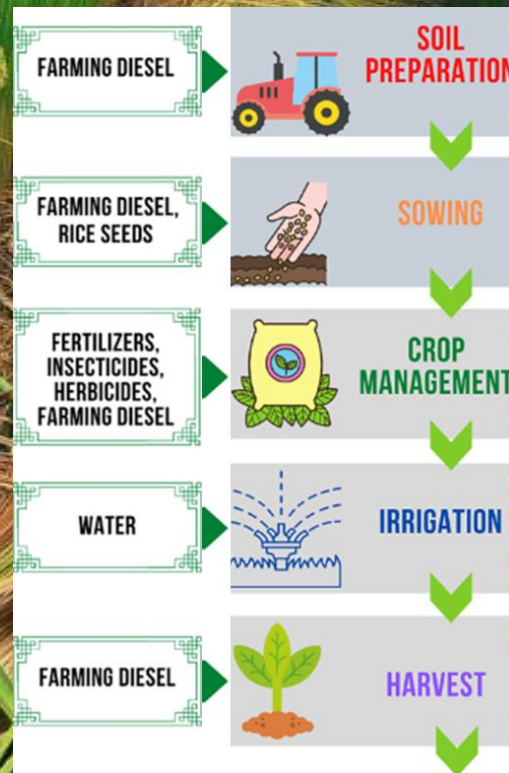 FARMING DIESEL
SOIL
PREPARATION
FARMING DIESEL,
RICE SEEDS
SOWING
FERTILIZERS,
INSECTICIDES,
HERBICIDES,
FARMING DIESEL
CROP
MANAGEMENT
WATER
IRRIGATION
FARMING DIESEL
HARVEST